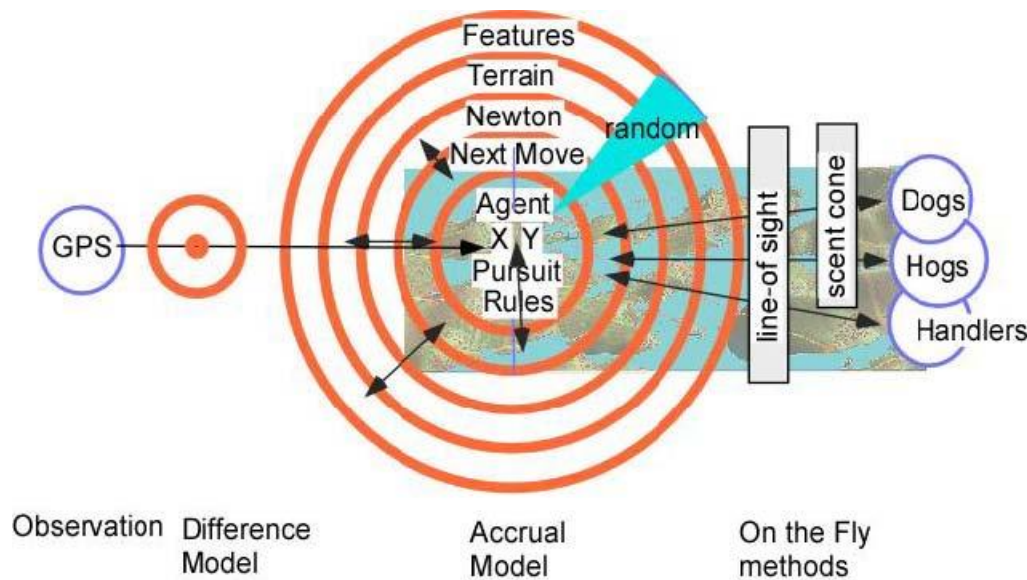 Features
Terrain
Newton
random
Next Move
Agent
X Y
Pursuit
Rules
GPS
line-of sight
scent cone
Dogs
Hogs
Handlers
Observation
Difference
Model
Accrual
Model
On the Fly
methods